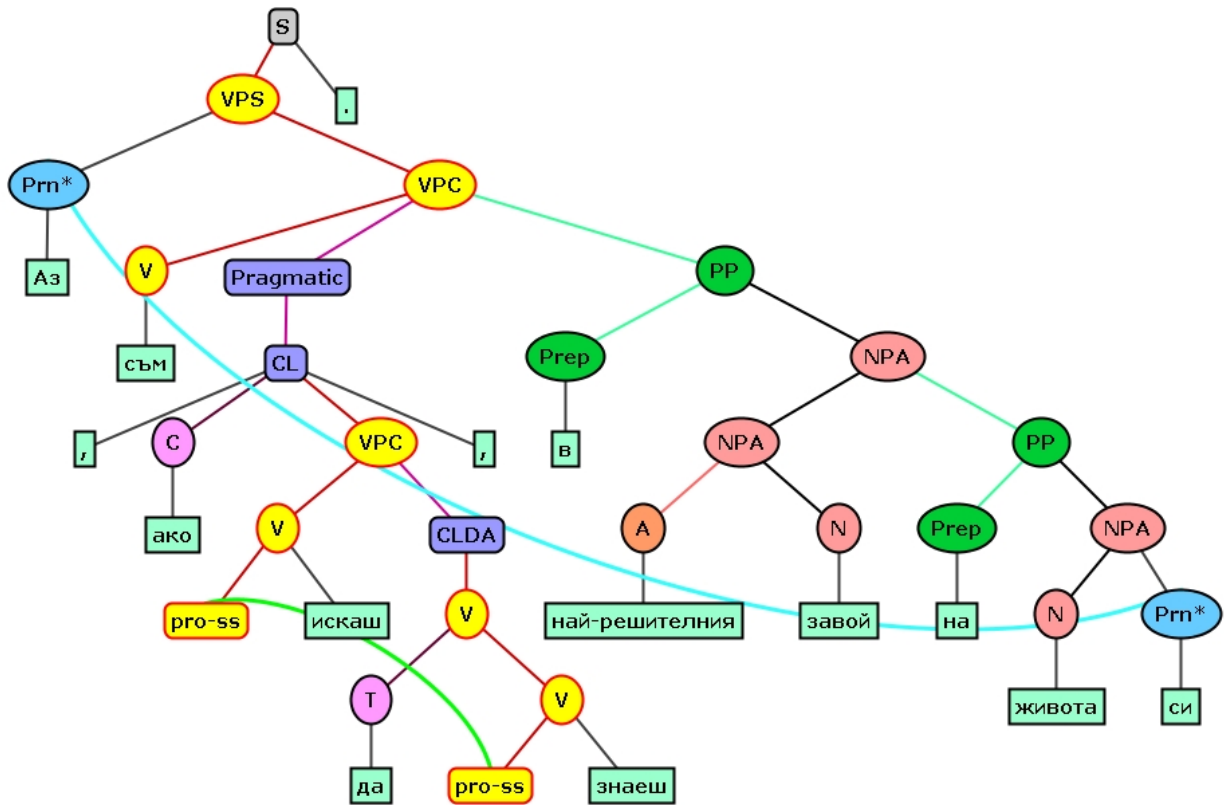 S
VPS
.
Prn*
VPC
Аз
V
Pragmatic
PP
съм
CL
Prep
NPA
,
C
VPC
,
в
NPA
PP
ако
V
CLDA
A
N
Prep
NPA
pro-ss
искаш
V
най-решителния
завой
на
N
Prn*
T
V
живота
си
да
pro-ss
знаеш